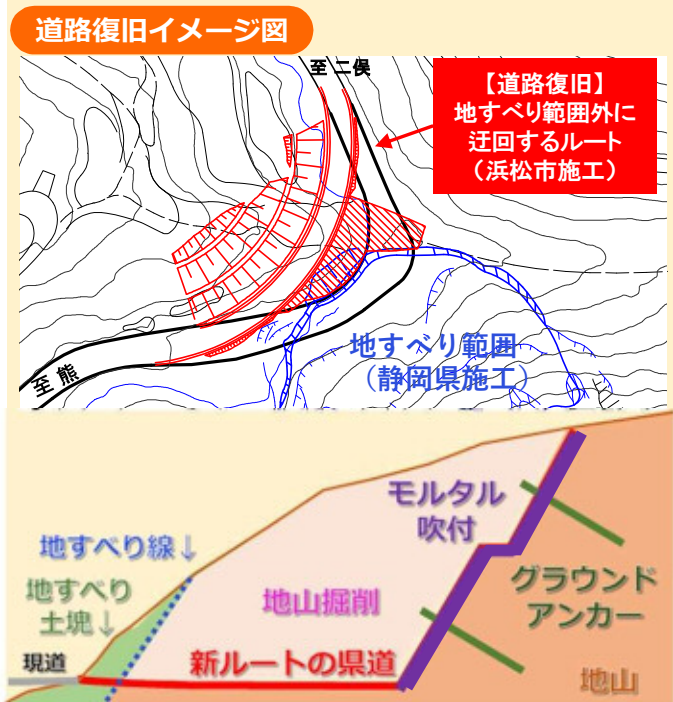 道路復旧イメージ図
至 二俣
【道路復旧】
地すべり範囲外に
迂回するルート
（浜松市施工）
地すべり範囲
（静岡県施工）
至 熊
モルタル
吹付
地すべり線↓
グラウンド
アンカー
地すべり
土塊↓
地山掘削
現道
新ルートの県道
地山